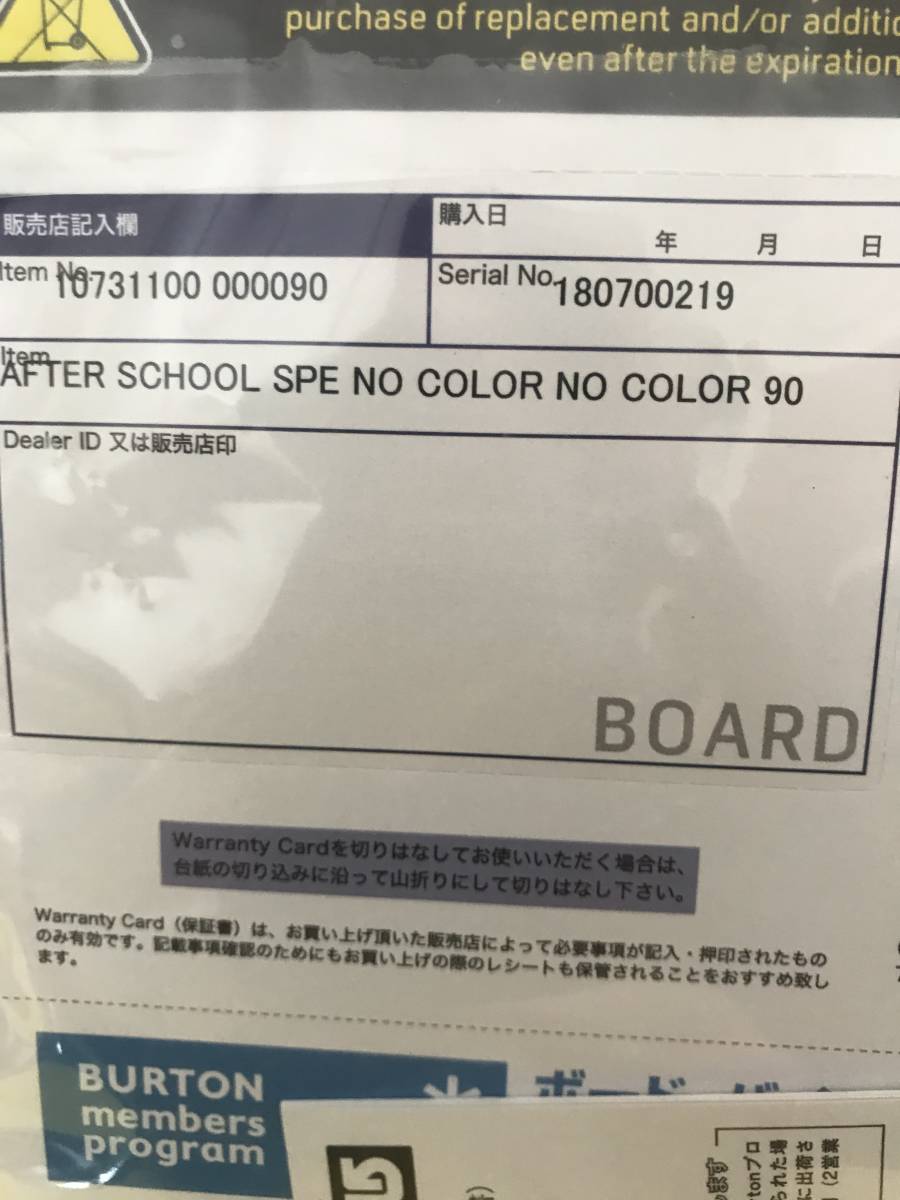 purchase of replacement and/or
even after the expiration
販売店記入欄
購入日
年 月 日
Item No. 10731100 000090
Serial No. 180700219
Item
AFTER SCHOOL SPE NO COLOR NO COLOR 90
Dealer ID 又は販売店印
BOARD
Warranty Cardを切りはなしてお使いいただく場合は、
台紙の切り込みに沿って山折りにして切りはなし下さい。
Warranty Card（保証書）は、お買い上げ頂いた販売店によって必要事項が記入・押印されたもの
のみ有効です。記載事項確認のためにもお買い上げの際のレシートも保管されることをおすすめ致し
ます。
BURTON
members
program